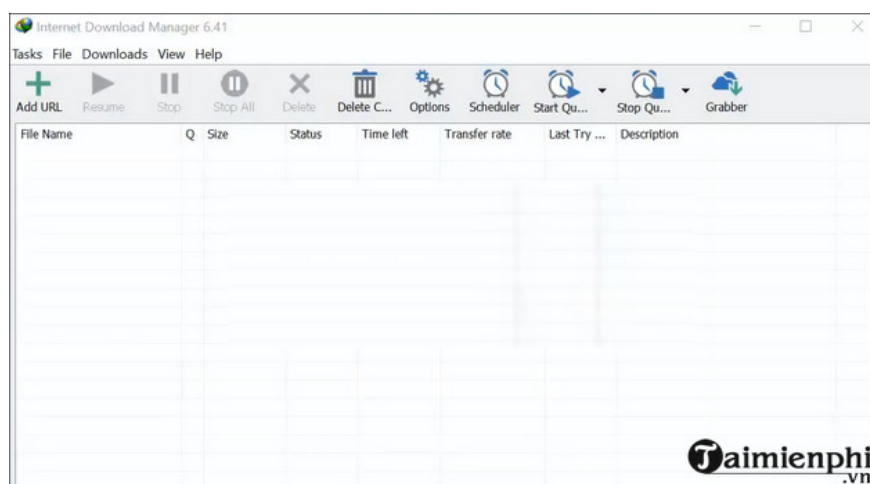 Internet Download Manager 6.41
Tasks File Downloads View Help
Add URL Resume Stop Stop All Delete Delete C... Options Scheduler Start Qu... Stop Qu... Grabber
File Name Q Size Status Time left Transfer rate Last Try ... Description
Taimienphi
.vn